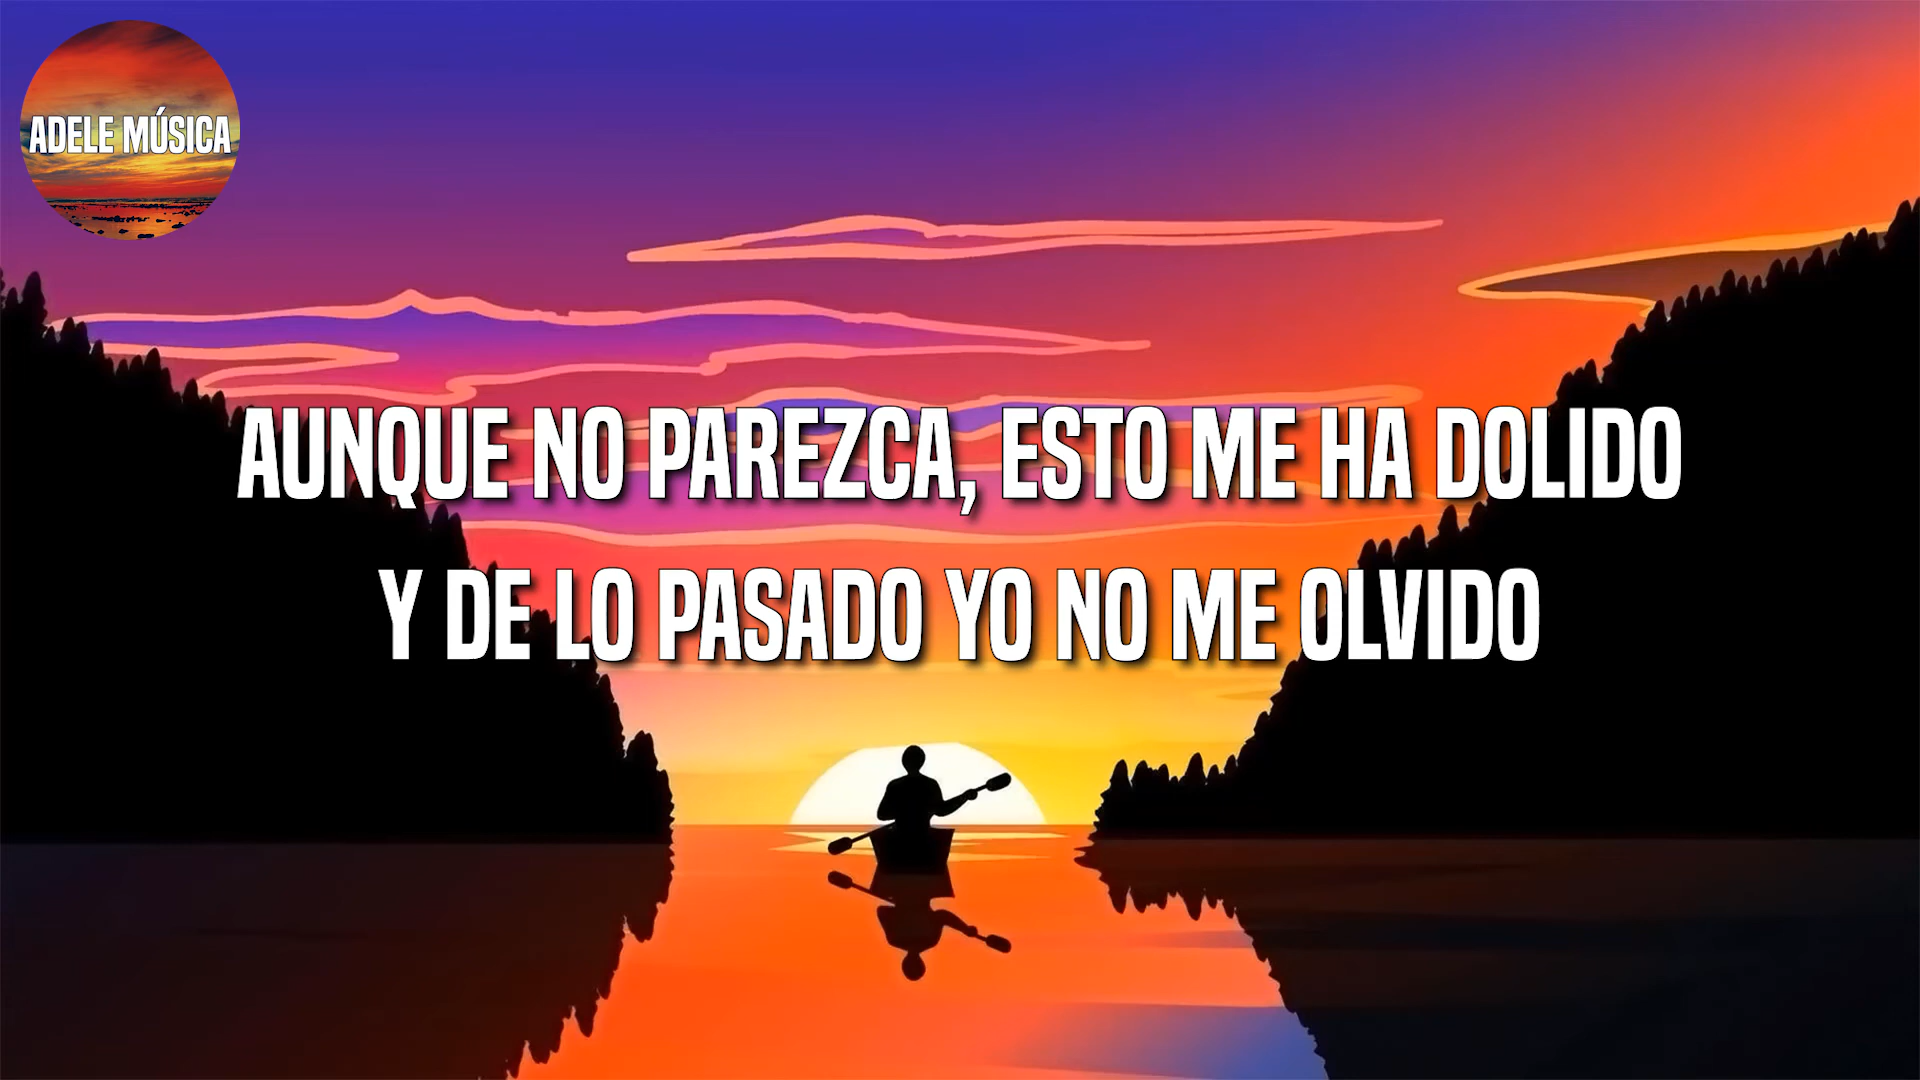 ADELE MÚSICA
AUNQUE NO PAREZCA, ESTO ME HA DOLIDO
Y DE LO PASADO YO NO ME OLVIDO